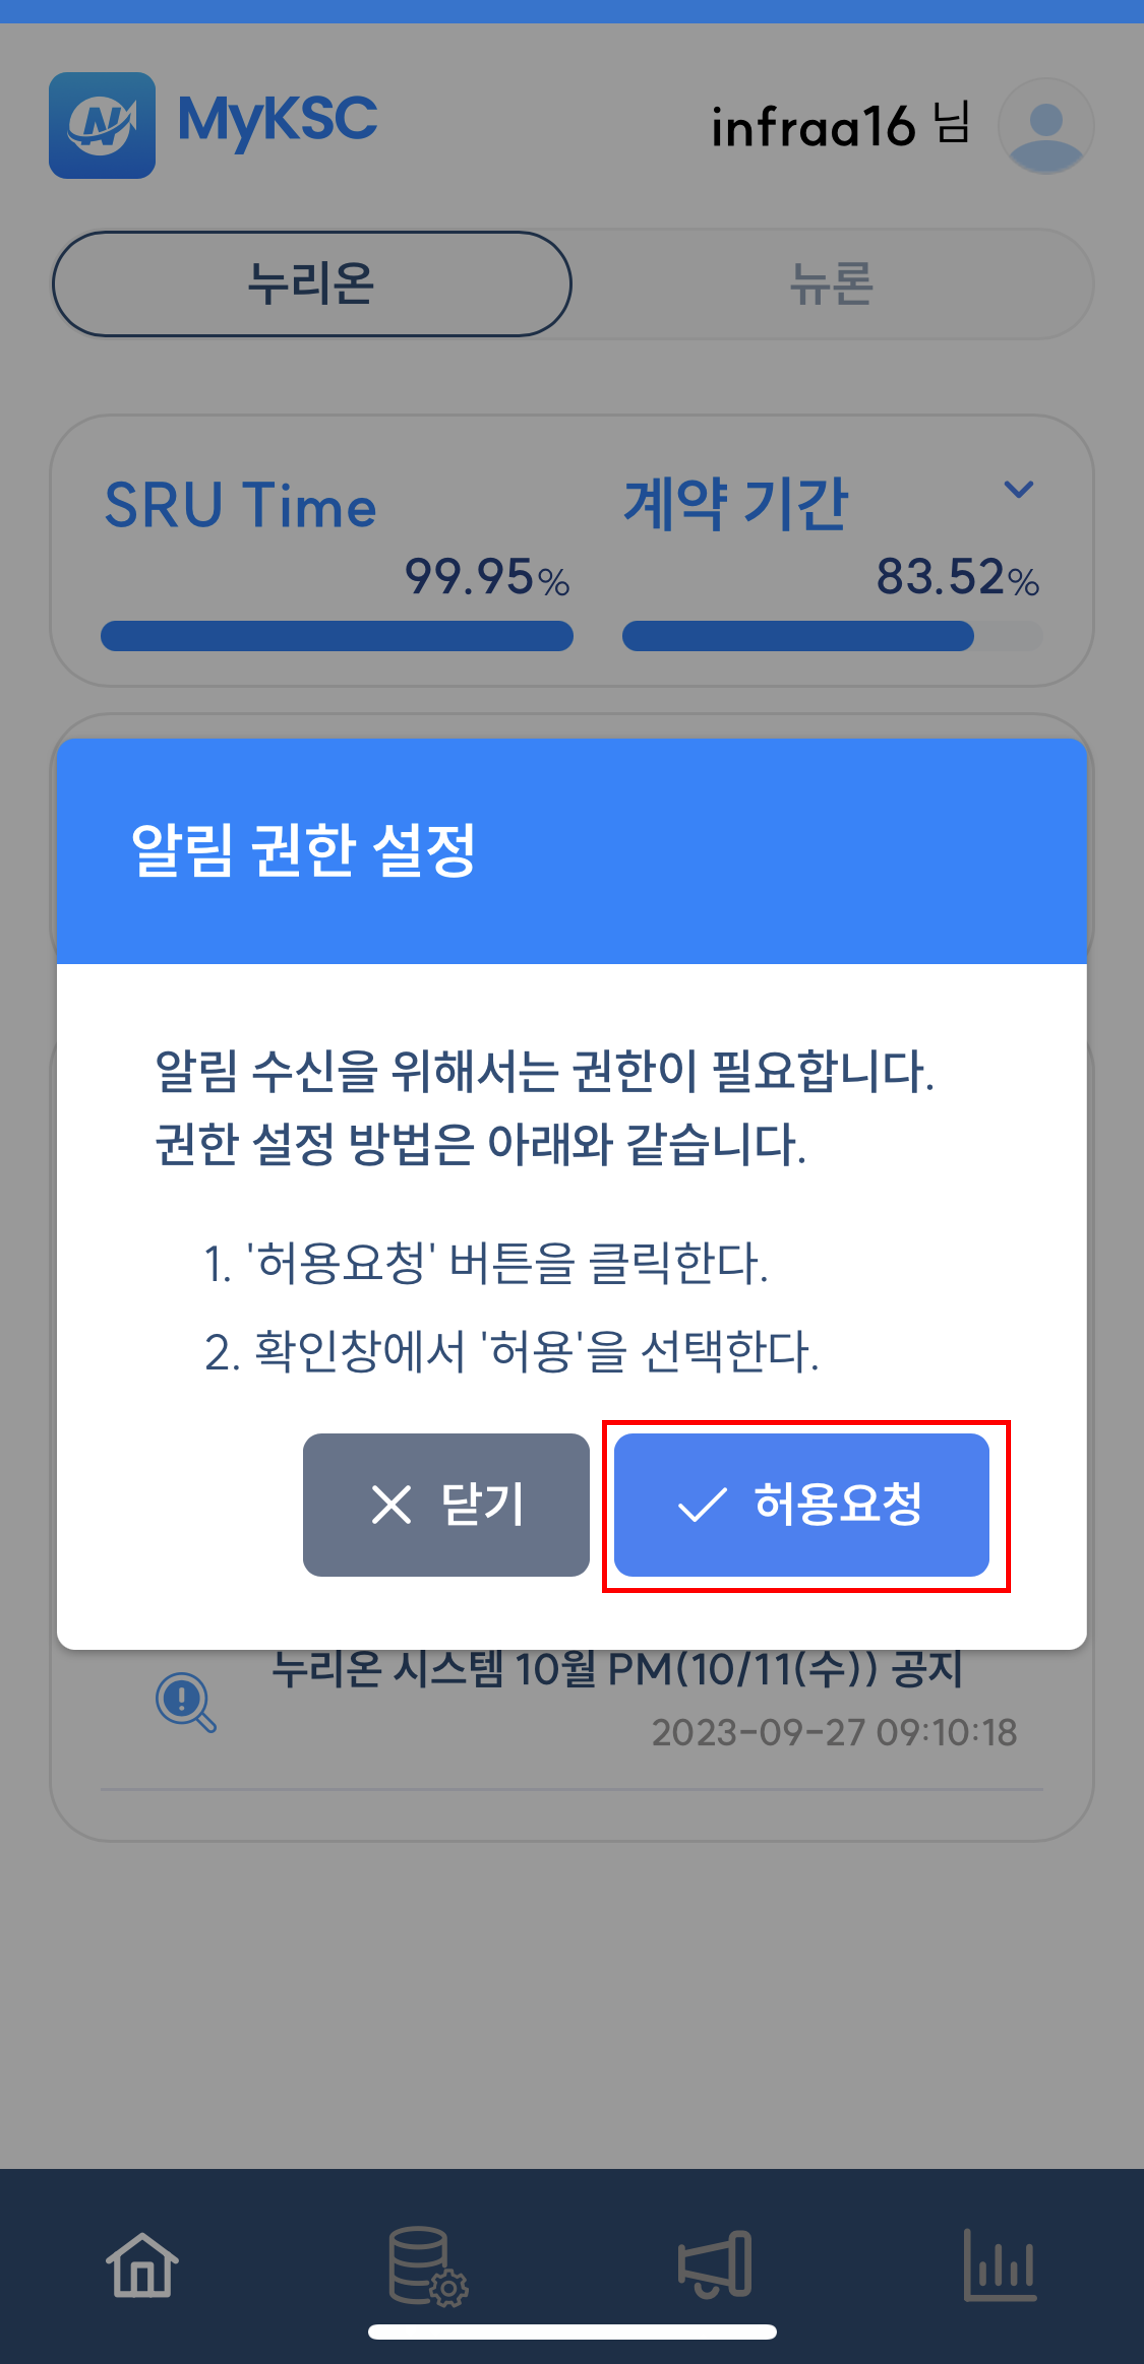 MyKSC
infraa16 님
누리온
뉴론
SRU Time
99.95%
계약 기간
83.52%
알림 권한 설정
알림 수신을 위해서는 권한이 필요합니다.
권한 설정 방법은 아래와 같습니다.
1. '허용요청' 버튼을 클릭한다.
2. 확인창에서 '허용'을 선택한다.
닫기
허용요청
누리온 시스템 10월 PM(10/11(수)) 공지
2023-09-27 09:10:18